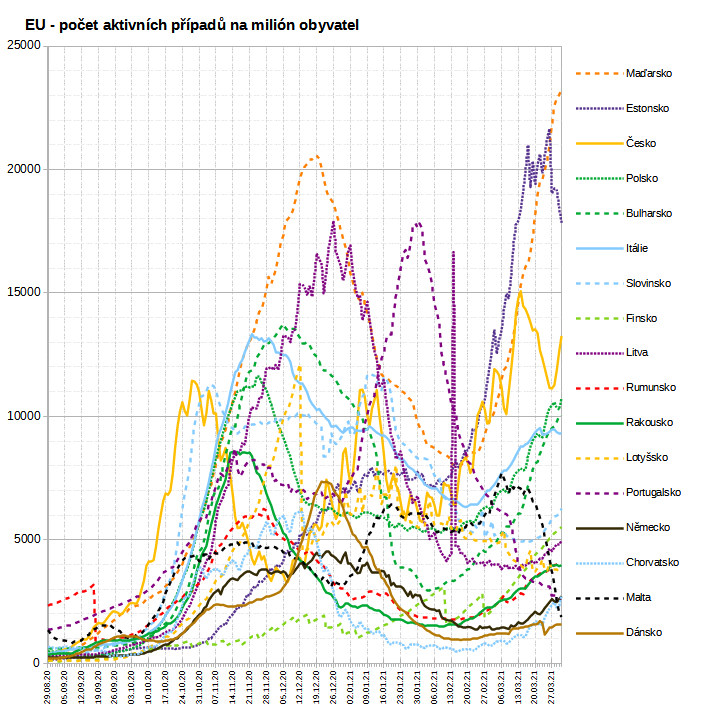 EU - počet aktivních případů na milión obyvatel
25000
20000
15000
10000
5000
0
29.08.20
05.09.20
12.09.20
19.09.20
26.09.20
03.10.20
10.10.20
17.10.20
24.10.20
31.10.20
07.11.20
14.11.20
21.11.20
28.11.20
05.12.20
12.12.20
19.12.20
26.12.20
02.01.21
09.01.21
16.01.21
23.01.21
30.01.21
06.02.21
13.02.21
20.02.21
27.02.21
06.03.21
13.03.21
20.03.21
27.03.21
Maďarsko
Estonsko
Česko
Polsko
Bulharsko
Itálie
Slovinsko
Finsko
Litva
Rumunsko
Rakousko
Lotyšsko
Portugalsko
Německo
Chorvatsko
Malta
Dánsko